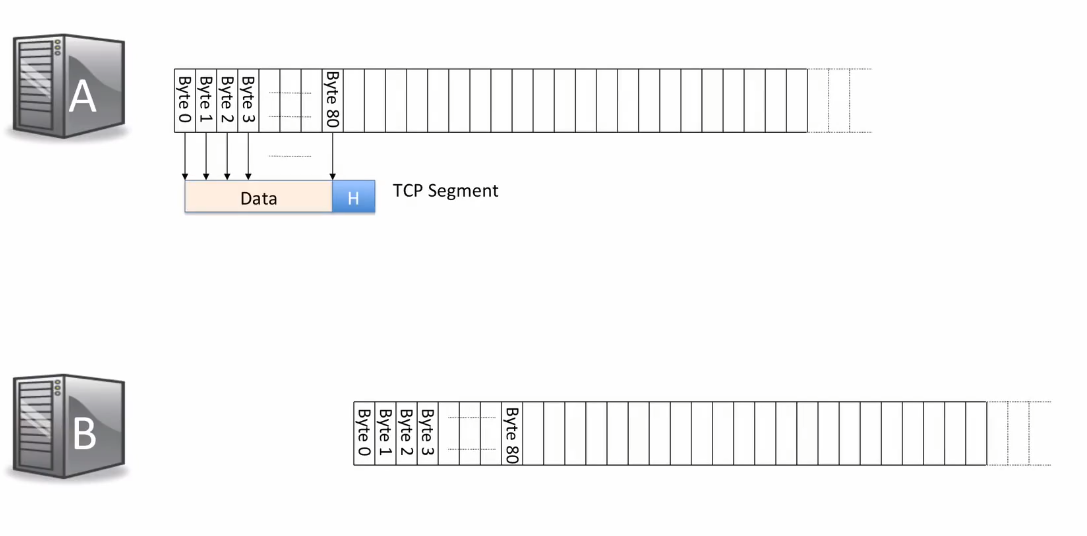 A
Byte 0
Byte 1
Byte 2
Byte 3
Byte 80
Data
H
TCP Segment
B
Byte 0
Byte 1
Byte 2
Byte 3
Byte 80